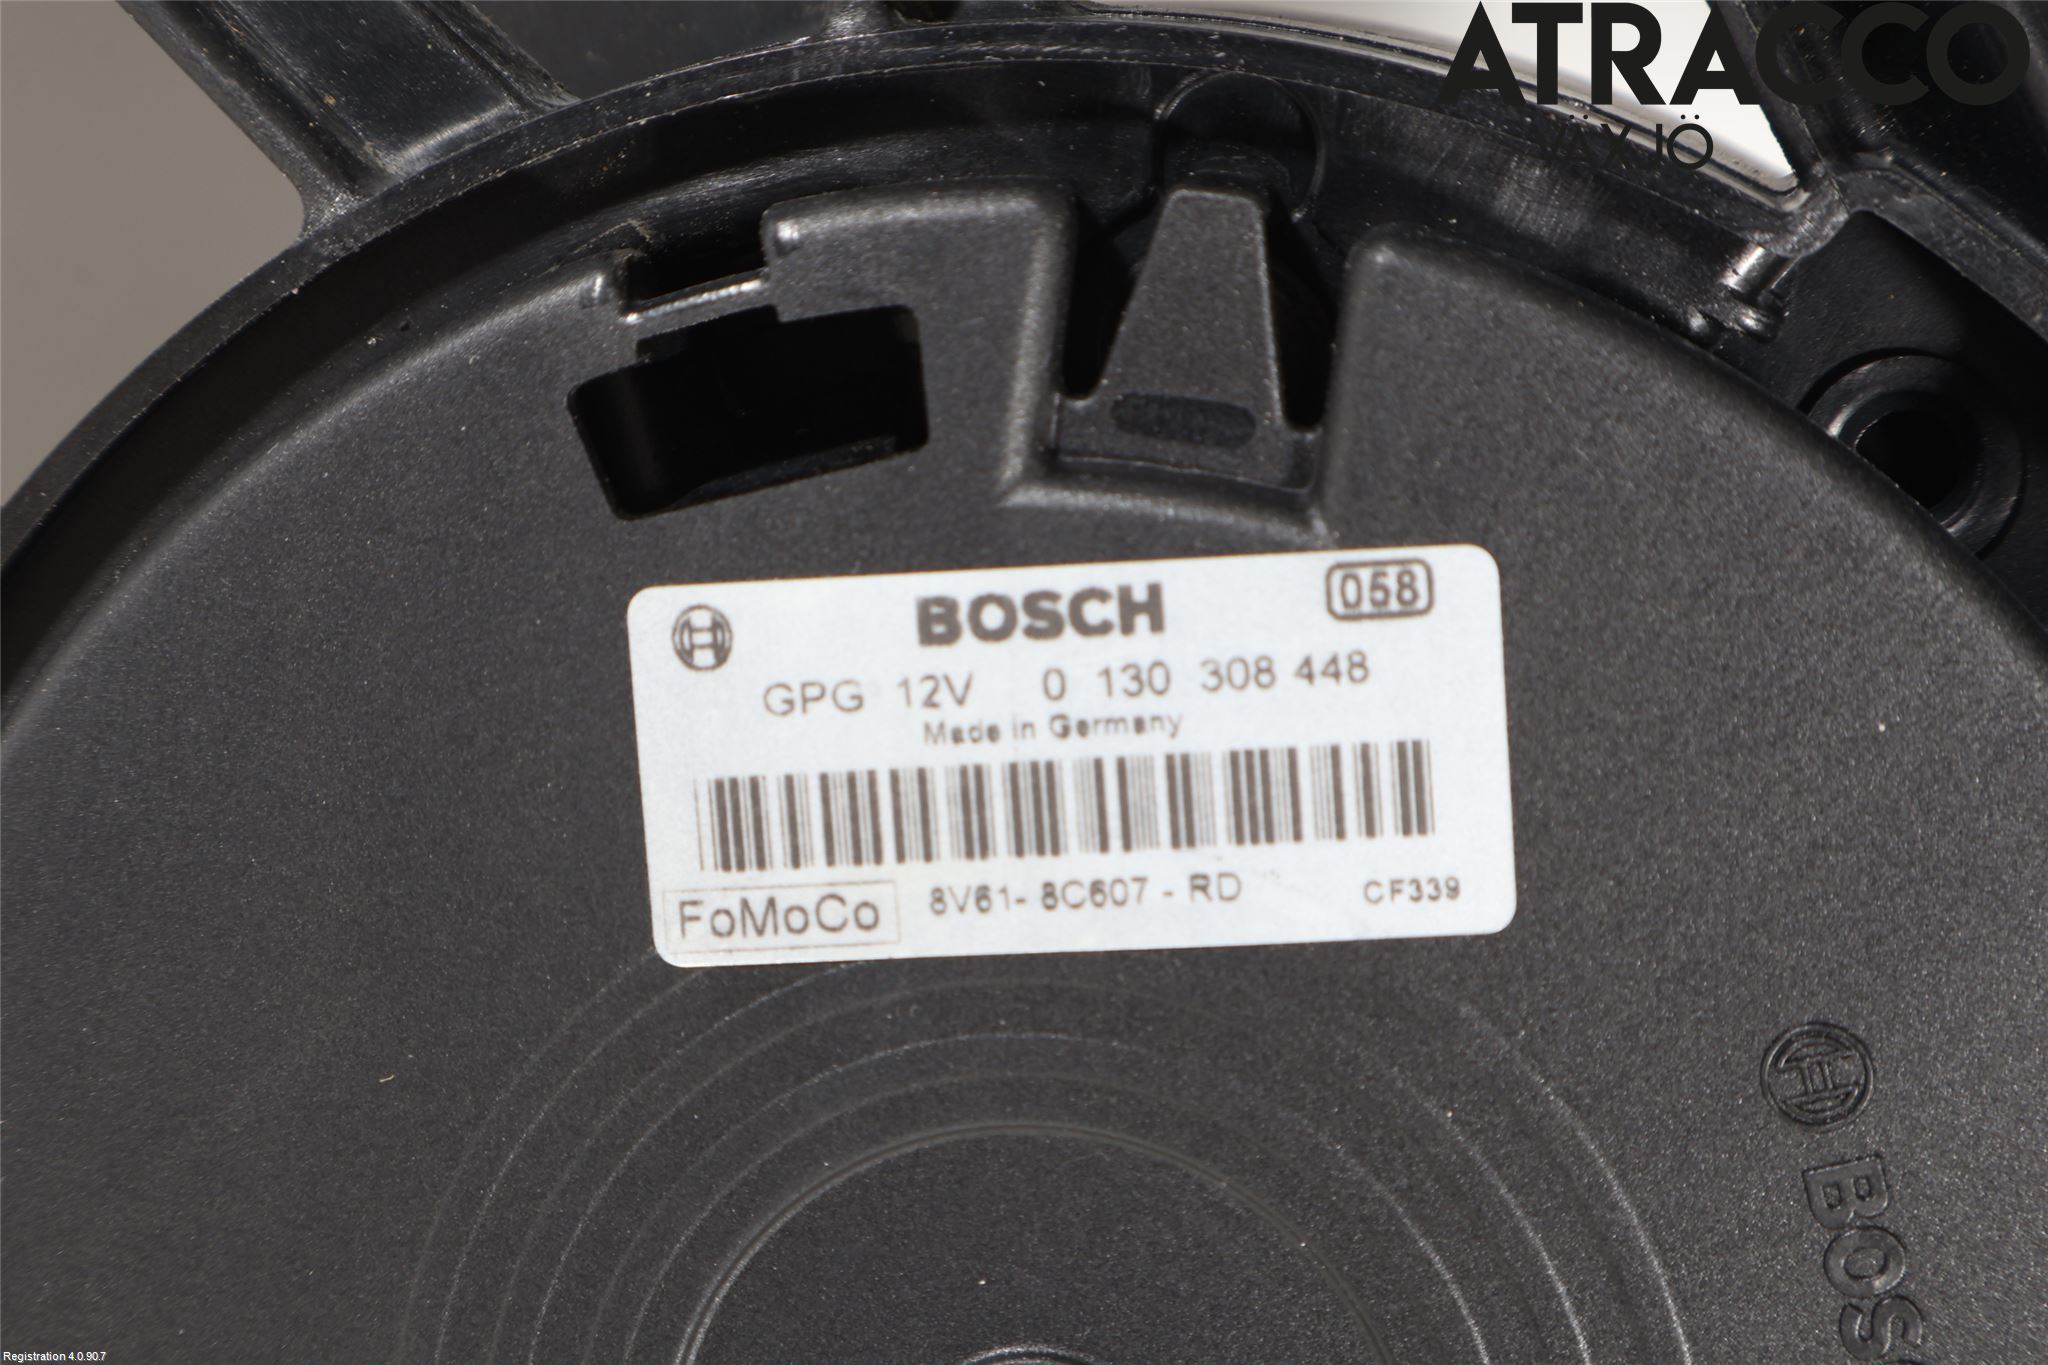 ATRACCO
VÄXJÖ
BOSCH
058
GPG 12V 0 130 308 448
Made in Germany
FoMoCo
8V61- 8C607 - RD
CF339
BOS
Registration 4.0.90.7